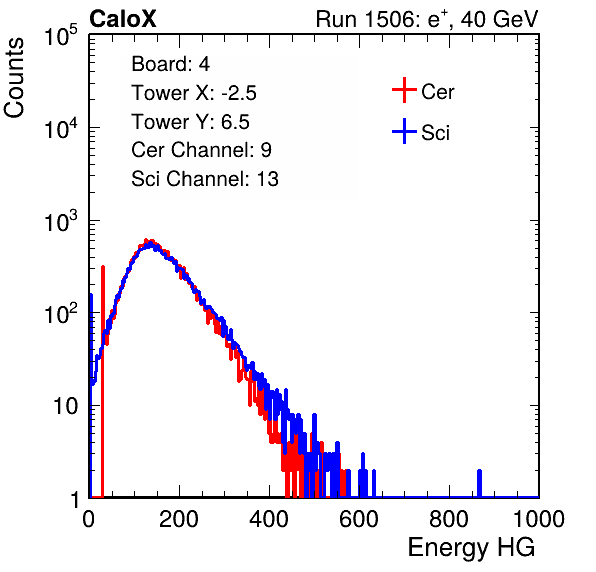 CaloX Run 1506: e⁺, 40 GeV
Counts
10⁵
10⁴
10³
10²
10
1
Board: 4
Tower X: -2.5
Tower Y: 6.5
Cer Channel: 9
Sci Channel: 13
Cer
Sci
0 200 400 600 800 1000
Energy HG